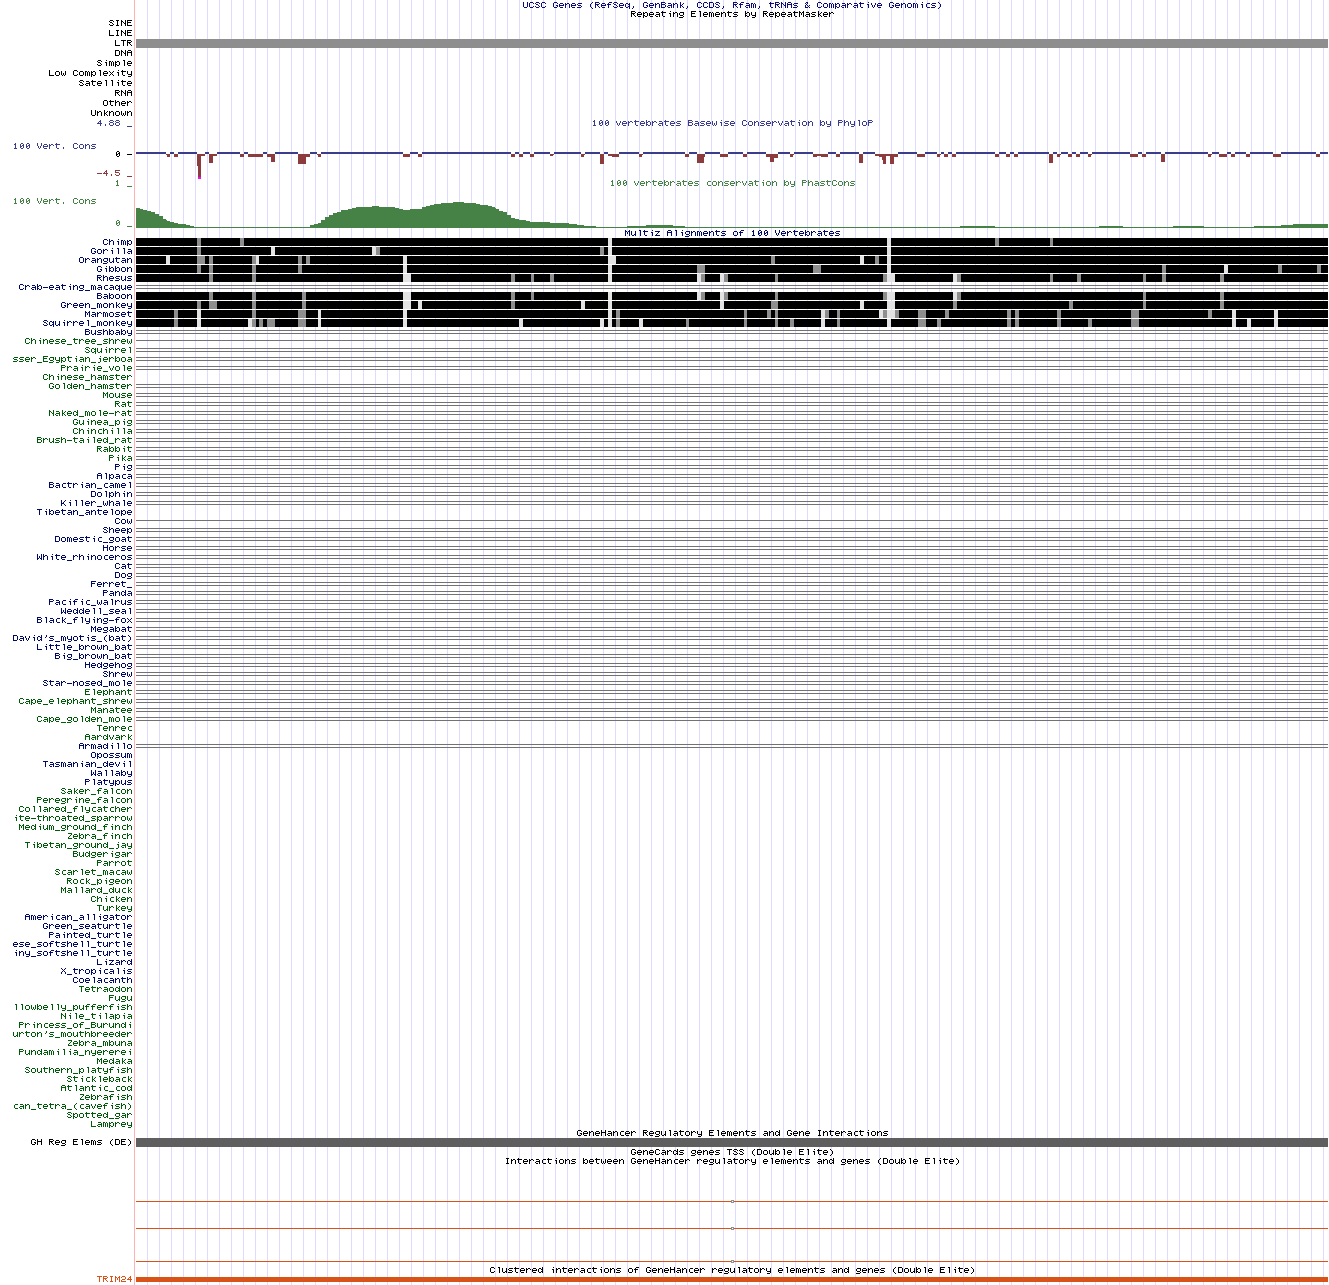 UCSC Genes (RefSeq, GenBank, CCDS, Rfam, tRNAs & Comparative Genomics)
Repeating Elements by RepeatMasker
SINE
LINE
LTR
DNA
Simple
Low Complexity
Satellite
RNA
Other
Unknown
4.88 _
100 vertebrates Basewise Conservation by PhyloP
100 Vert. Cons
0 _
-4.5 _
1 _
100 vertebrates conservation by PhastCons
100 Vert. Cons
0 _
Multiz Alignments of 100 Vertebrates
Chimp
Gorilla
Orangutan
Gibbon
Rhesus
Crab-eating_macaque
Baboon
Green_monkey
Marmoset
Squirrel_monkey
Bushbaby
Chinese_tree_shrew
Squirrel
sser_Egyptian_jerboa
Prairie_vole
Chinese_hamster
Golden_hamster
Mouse
Rat
Naked_mole-rat
Guinea_pig
Chinchilla
Brush-tailed_rat
Rabbit
Pika
Pig
Alpaca
Bactrian_camel
Dolphin
Killer_whale
Tibetan_antelope
Cow
Sheep
Domestic_goat
Horse
White_rhinoceros
Cat
Dog
Ferret_
Panda
Pacific_walrus
Weddell_seal
Black_flying-fox
Megabat
David's_myotis_(bat)
Little_brown_bat
Big_brown_bat
Hedgehog
Shrew
Star-nosed_mole
Elephant
Cape_elephant_shrew
Manatee
Cape_golden_mole
Tenrec
Aardvark
Armadillo
Opossum
Tasmanian_devil
Wallaby
Platypus
Saker_falcon
Peregrine_falcon
Collared_flycatcher
ite-throated_sparrow
Medium_ground_finch
Zebra_finch
Tibetan_ground_jay
Budgerigar
Parrot
Scarlet_macaw
Rock_pigeon
Mallard_duck
Chicken
Turkey
American_alligator
Green_seaturtle
Painted_turtle
ese_softshell_turtle
iny_softshell_turtle
Lizard
X_tropicalis
Coelacanth
Tetraodon
Fugu
llowbelly_pufferfish
Nile_tilapia
Princess_of_Burundi
urton's_mouthbreeder
Zebra_mbuna
Pundamilia_nyererei
Medaka
Southern_platyfish
Stickleback
Atlantic_cod
Zebrafish
can_tetra_(cavefish)
Spotted_gar
Lamprey
GeneHancer Regulatory Elements and Gene Interactions
GH Reg Elems (DE)
GeneCards genes TSS (Double Elite)
Interactions between GeneHancer regulatory elements and genes (Double Elite)
Clustered interactions of GeneHancer regulatory elements and genes (Double Elite)
TRIM24